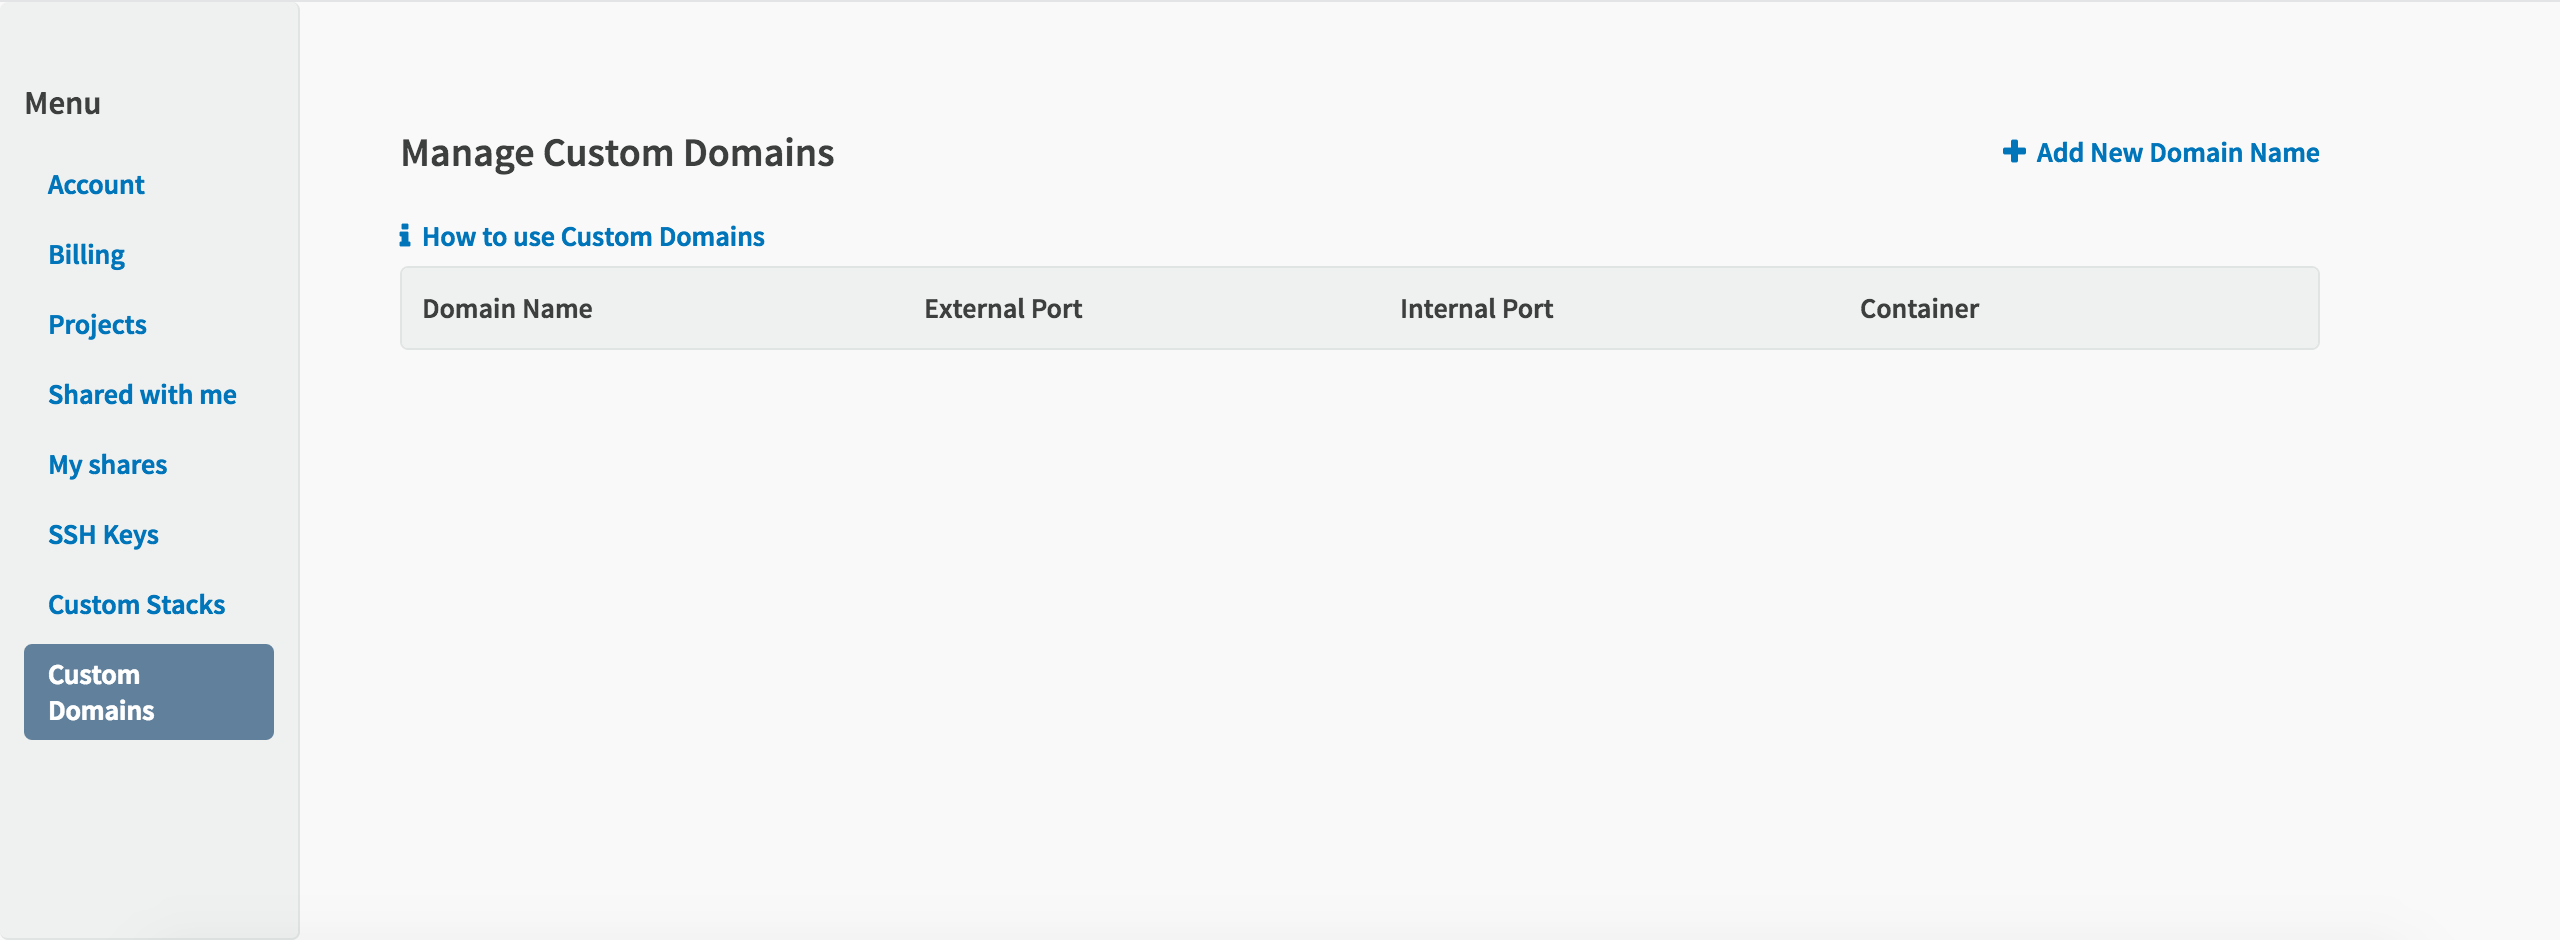 Menu
Account
Billing
Projects
Shared with me
My shares
SSH Keys
Custom Stacks
Custom
Domains
Manage Custom Domains
Add New Domain Name
How to use Custom Domains
Domain Name External Port Internal Port Container